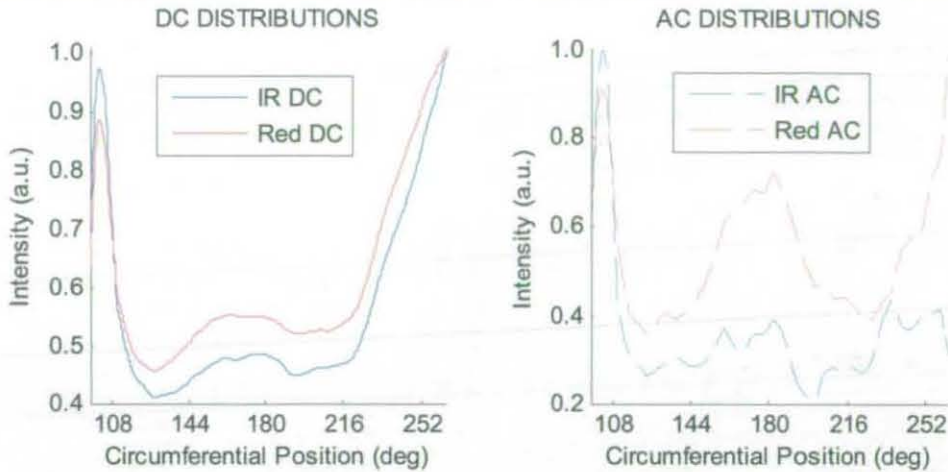 DC DISTRIBUTIONS
1.0
0.9
0.8
0.7
0.6
0.5
0.4
Intensity (a.u.)
IR DC
Red DC
108 144 180 216 252
Circumferential Position (deg)
AC DISTRIBUTIONS
1.0
0.8
0.6
0.4
0.2
Intensity (a.u.)
IR AC
Red AC
108 144 180 216 252
Circumferential Position (deg)